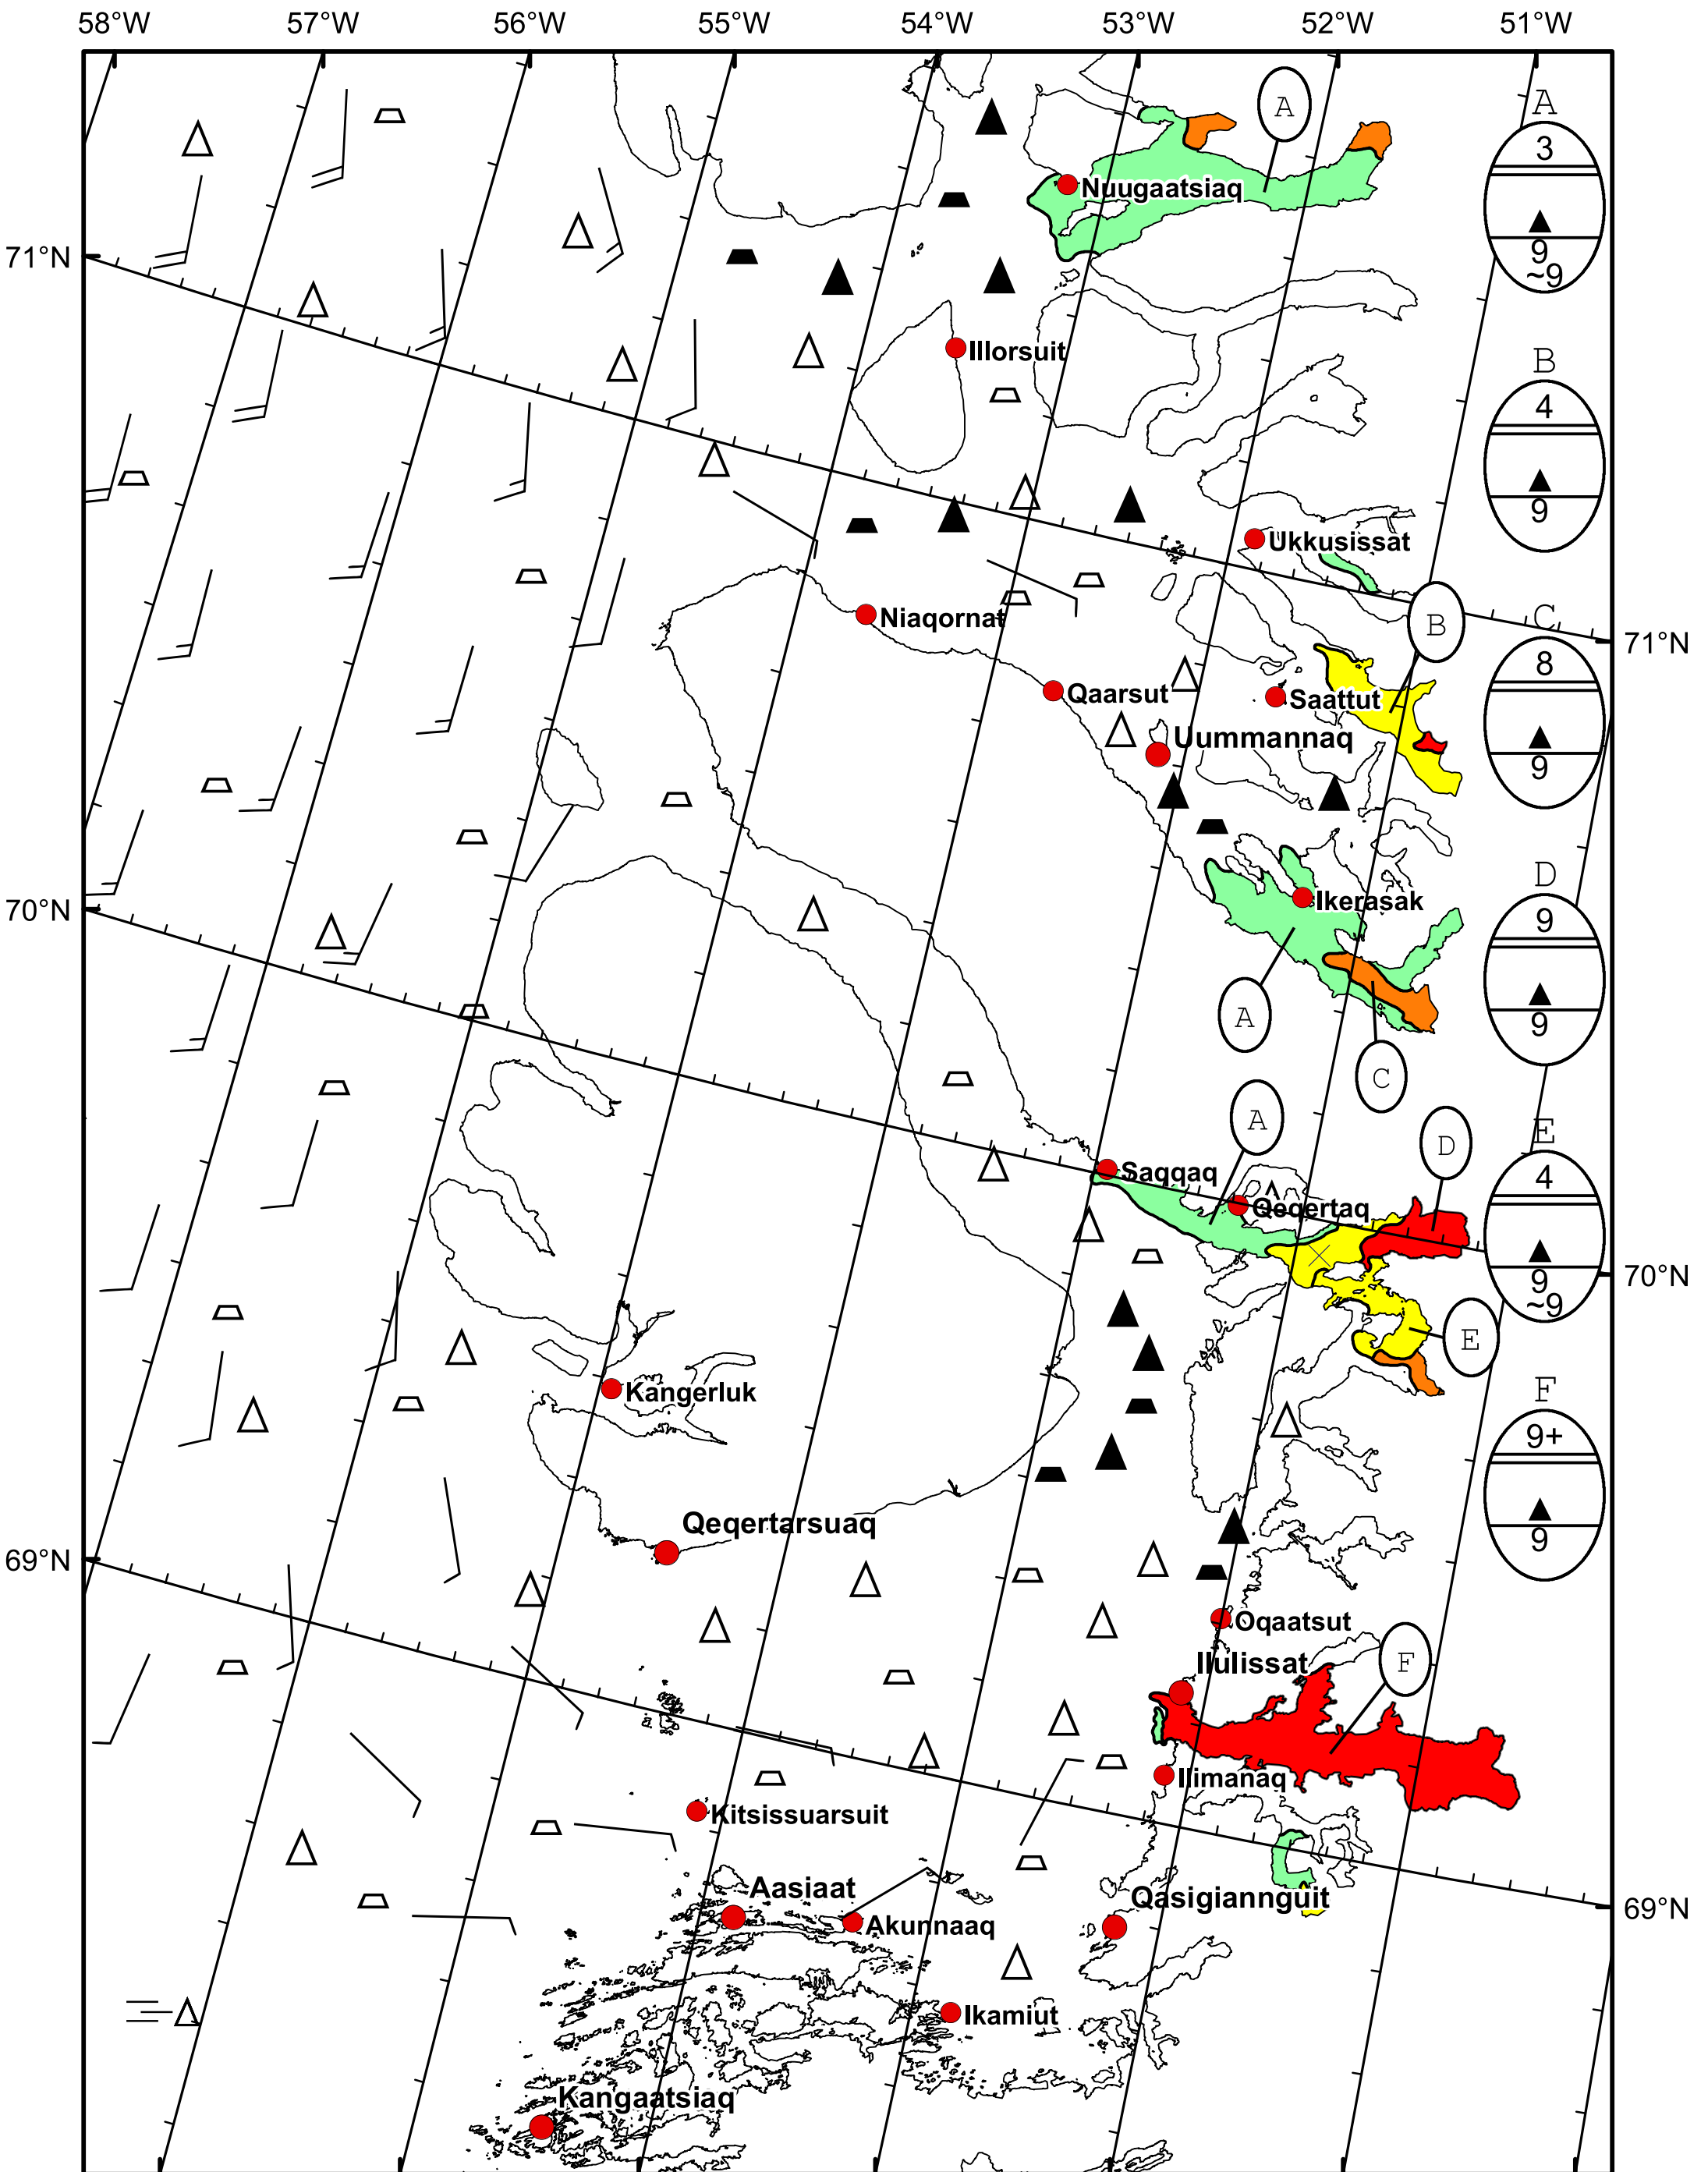 58°W 57°W 56°W 55°W 54°W 53°W 52°W 51°W
A
A
3
Nuugaatsiaq
9
~9
71°N
Illorsuit
B
4
9
Ukkusissat
C
B
Niaqornat
71°N
8
Qaarsut
Saattut
Uummannaq
9
D
Ikerasak
70°N
9
A
9
C
A
E
D
Saqqaq
4
Qeqertaq
70°N
9
~9
E
Kangerluk
F
9+
Qeqertarsuaq
9
69°N
Oqaatsut
Ilulissat
F
Ilimanaq
Kitsissuarsuit
Aasiaat
Qasigiannguit
69°N
Akunnaaq
Ikamiut
Kangaatsiaq